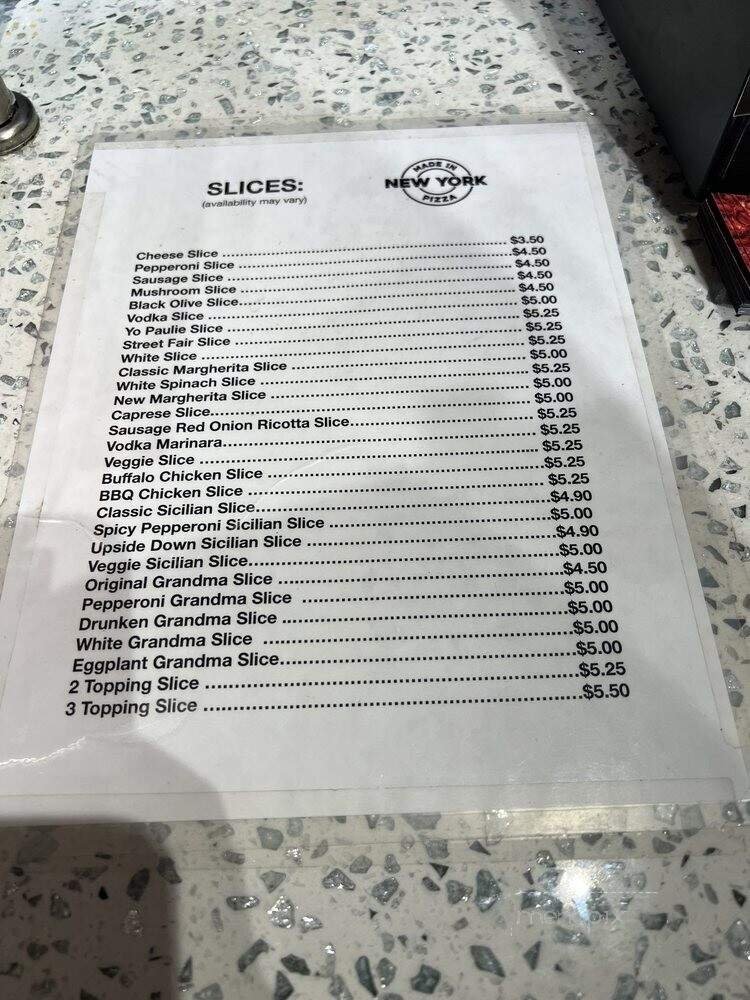 SLICES:
(availability may vary)
MADE IN
NEW YORK
PIZZA
Cheese Slice ........ $3.50
Pepperoni Slice ........ $4.50
Sausage Slice ........ $4.50
Mushroom Slice ........ $4.50
Black Olive Slice........ $4.50
Vodka Slice ........ $5.00
Yo Paulie Slice ........ $5.25
Street Fair Slice ........ $5.25
White Slice ........ $5.25
Classic Margherita Slice ........ $5.00
White Spinach Slice ........ $5.25
New Margherita Slice ........ $5.00
Caprese Slice........ $5.00
Sausage Red Onion Ricotta Slice........ $5.25
Vodka Marinara........ $5.25
Veggie Slice ........ $5.25
Buffalo Chicken Slice ........ $5.25
BBQ Chicken Slice ........ $5.25
Classic Sicilian Slice........ $4.90
Spicy Pepperoni Sicilian Slice ........ $5.00
Upside Down Sicilian Slice ........ $4.90
Veggie Sicilian Slice........ $5.00
Original Grandma Slice ........ $4.50
Pepperoni Grandma Slice ........ $5.00
Drunken Grandma Slice ........ $5.00
White Grandma Slice ........ $5.00
Eggplant Grandma Slice........ $5.00
2 Topping Slice ........ $5.25
3 Topping Slice ........ $5.50